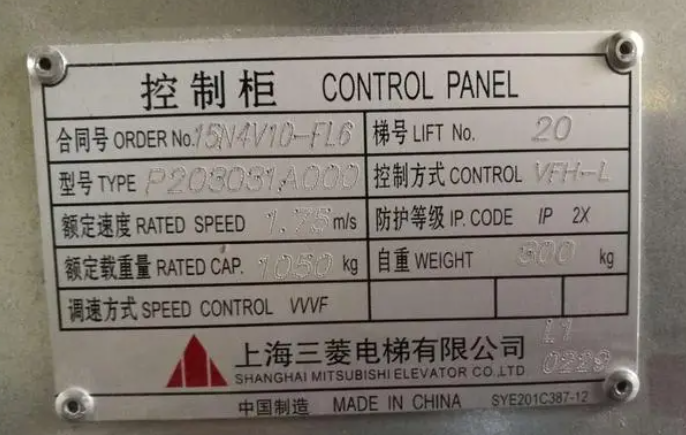 控制柜 CONTROL PANEL
合同号 ORDER No. 15N4V10-FL6 梯号 LIFT No. 20
型号 TYPE P203031A000 控制方式 CONTROL VFH-L
额定速度 RATED SPEED 1.75 m/s 防护等级 IP. CODE IP 2X
额定载重量 RATED CAP. 1050 kg 自重 WEIGHT 300 kg
调速方式 SPEED CONTROL VVVF
L1
上海三菱电梯有限公司 0229
SHANGHAI MITSUBISHI ELEVATOR CO.,LTD
中国制造 MADE IN CHINA SYE201C387-12